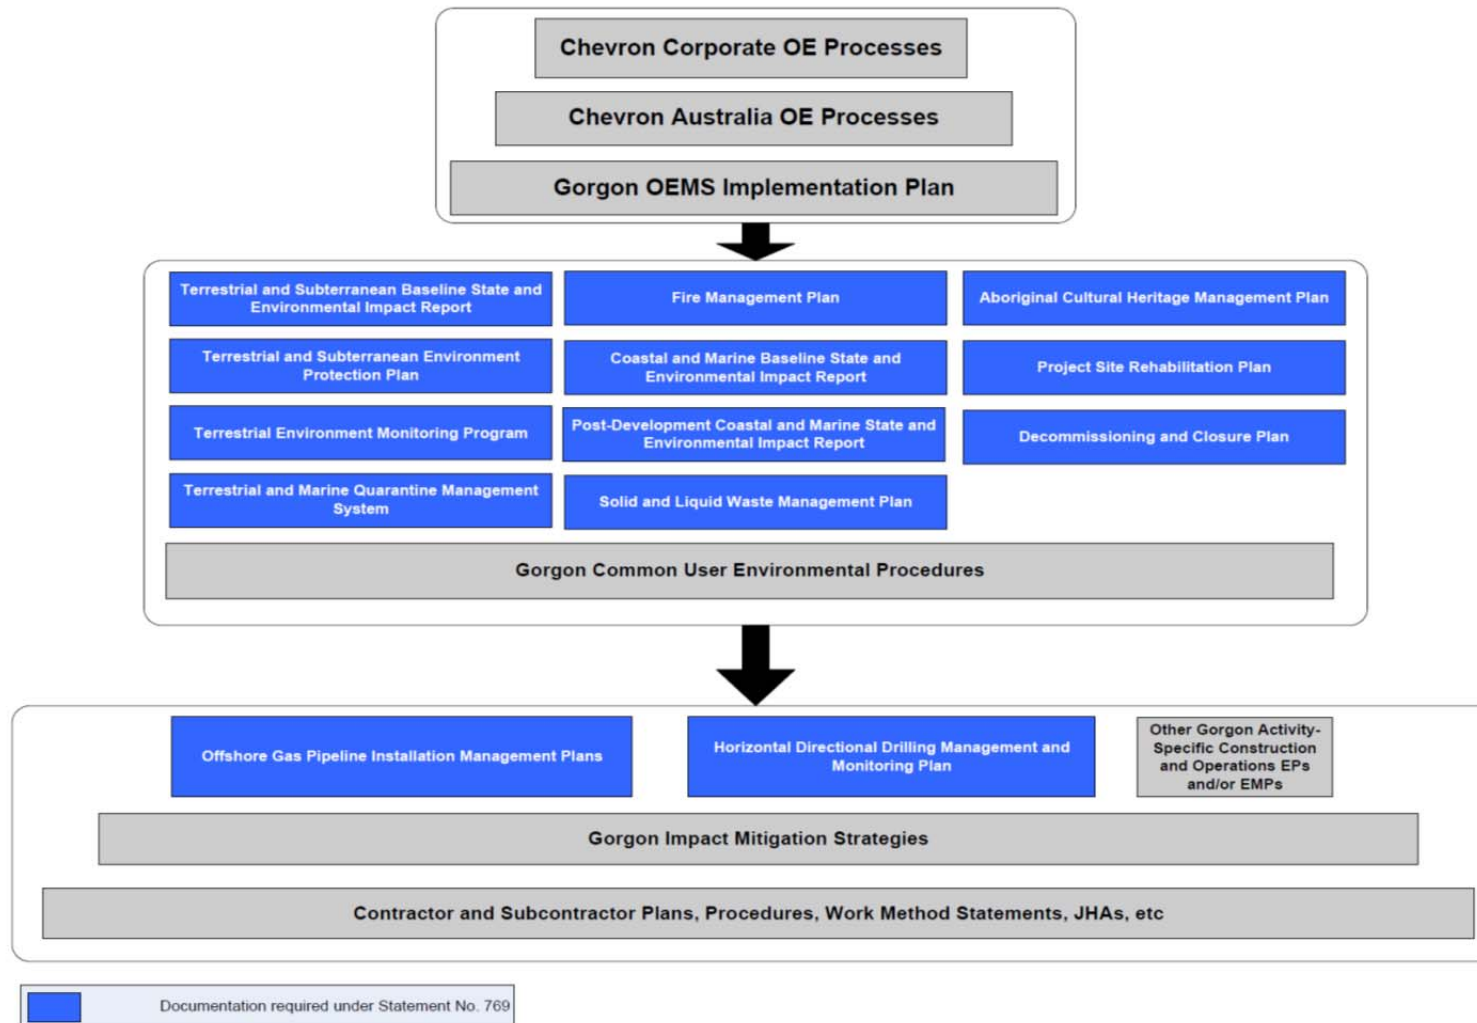 Chevron Corporate OE Processes
Chevron Australia OE Processes
Gorgon OEMS Implementation Plan
Terrestrial and Subterranean Baseline State and
Environmental Impact Report
Fire Management Plan
Aboriginal Cultural Heritage Management Plan
Terrestrial and Subterranean Environment
Protection Plan
Coastal and Marine Baseline State and
Environmental Impact Report
Project Site Rehabilitation Plan
Terrestrial Environment Monitoring Program
Post-Development Coastal and Marine State and
Environmental Impact Report
Decommissioning and Closure Plan
Terrestrial and Marine Quarantine Management
System
Solid and Liquid Waste Management Plan
Gorgon Common User Environmental Procedures
Offshore Gas Pipeline Installation Management Plans
Horizontal Directional Drilling Management and
Monitoring Plan
Other Gorgon Activity-
Specific Construction
and Operations EPs
and/or EMPs
Gorgon Impact Mitigation Strategies
Contractor and Subcontractor Plans, Procedures, Work Method Statements, JHAs, etc
Documentation required under Statement No. 769